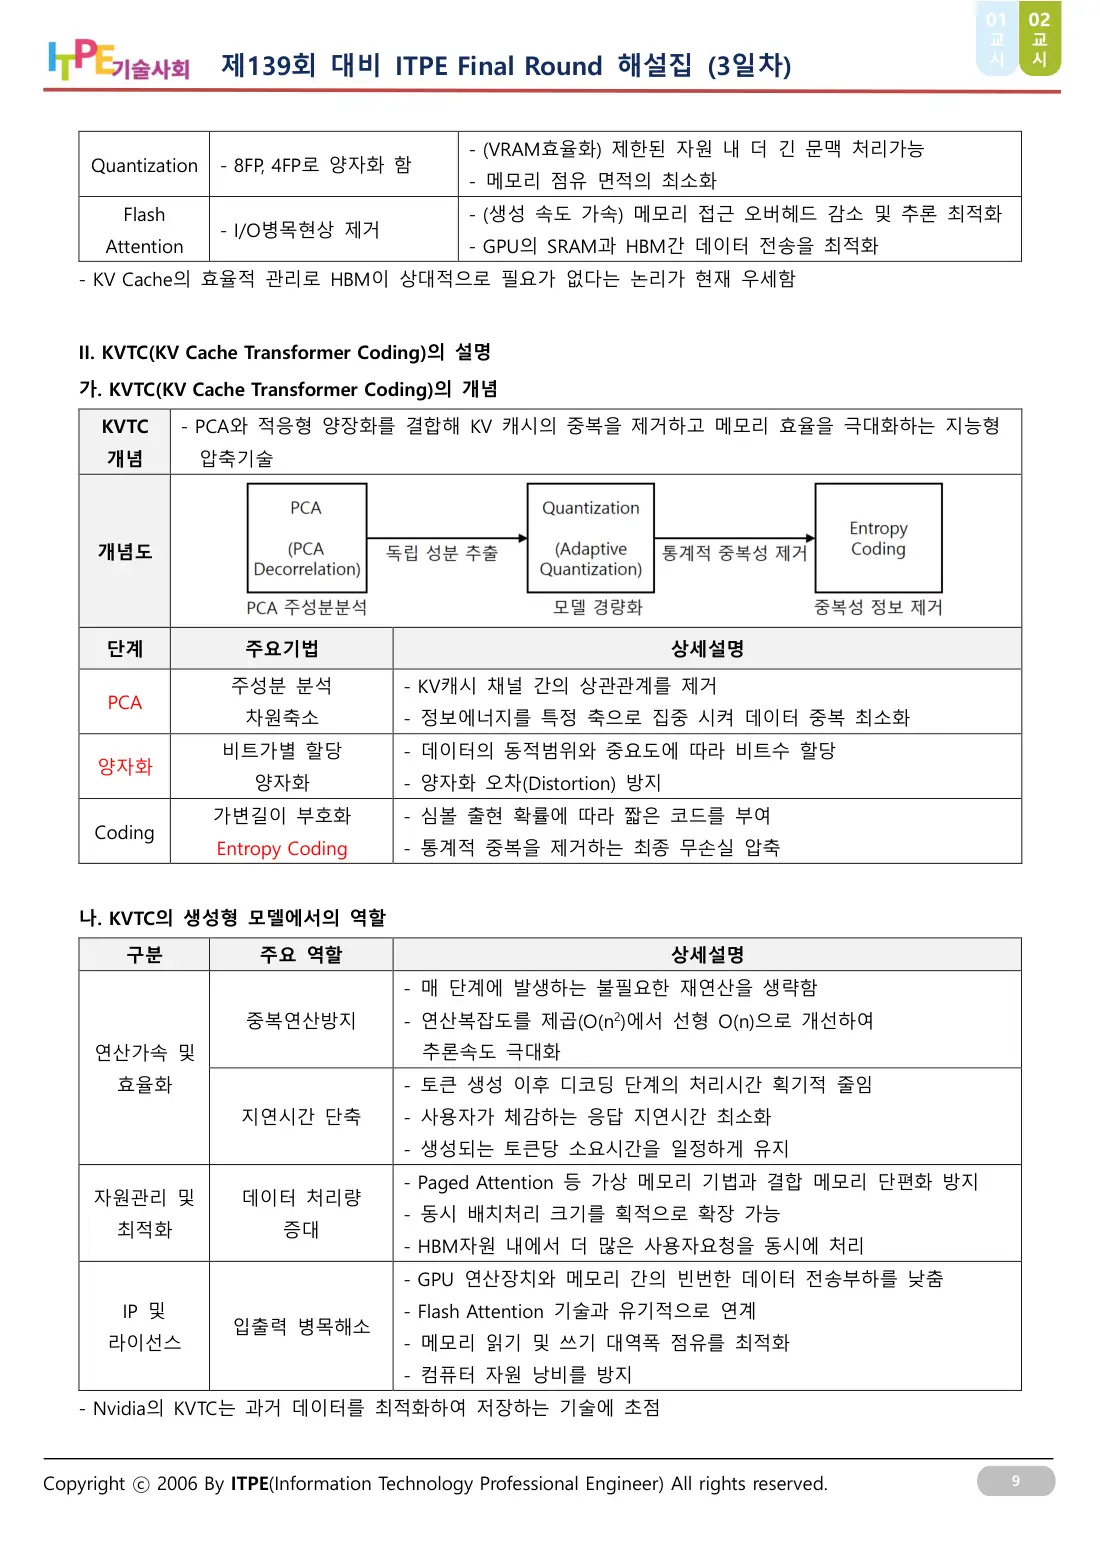 01
교
시
02
교
시
ITPE기술사회 제139회 대비 ITPE Final Round 해설집 (3일차)
Quantization - 8FP, 4FP로 양자화 함 - (VRAM효율화) 제한된 자원 내 더 긴 문맥 처리가능
- 메모리 점유 면적의 최소화
Flash
Attention
- I/O병목현상 제거
- (생성 속도 가속) 메모리 접근 오버헤드 감소 및 추론 최적화
- GPU의 SRAM과 HBM간 데이터 전송을 최적화
- KV Cache의 효율적 관리로 HBM이 상대적으로 필요가 없다는 논리가 현재 우세함
II. KVTC(KV Cache Transformer Coding)의 설명
가. KVTC(KV Cache Transformer Coding)의 개념
KVTC
개념
- PCA와 적응형 양장화를 결합해 KV 캐시의 중복을 제거하고 메모리 효율을 극대화하는 지능형
압축기술
개념도
PCA
(PCA
Decorrelation)
PCA 주성분분석
독립 성분 추출
Quantization
(Adaptive
Quantization)
모델 경량화
통계적 중복성 제거
Entropy
Coding
중복성 정보 제거
단계 주요기법 상세설명
PCA
주성분 분석
차원축소
- KV캐시 채널 간의 상관관계를 제거
- 정보에너지를 특정 축으로 집중 시켜 데이터 중복 최소화
양자화
비트가별 할당
양자화
- 데이터의 동적범위와 중요도에 따라 비트수 할당
- 양자화 오차(Distortion) 방지
Coding
가변길이 부호화
Entropy Coding
- 심볼 출현 확률에 따라 짧은 코드를 부여
- 통계적 중복을 제거하는 최종 무손실 압축
나. KVTC의 생성형 모델에서의 역할
구분 주요 역할 상세설명
연산가속 및
효율화
중복연산방지
- 매 단계에 발생하는 불필요한 재연산을 생략함
- 연산복잡도를 제곱(O(n²)에서 선형 O(n)으로 개선하여
추론속도 극대화
지연시간 단축
- 토큰 생성 이후 디코딩 단계의 처리시간 획기적 줄임
- 사용자가 체감하는 응답 지연시간 최소화
- 생성되는 토큰당 소요시간을 일정하게 유지
자원관리 및
최적화
데이터 처리량
증대
- Paged Attention 등 가상 메모리 기법과 결합 메모리 단편화 방지
- 동시 배치처리 크기를 획적으로 확장 가능
- HBM자원 내에서 더 많은 사용자요청을 동시에 처리
IP 및
라이선스
입출력 병목해소
- GPU 연산장치와 메모리 간의 빈번한 데이터 전송부하를 낮춤
- Flash Attention 기술과 유기적으로 연계
- 메모리 읽기 및 쓰기 대역폭 점유를 최적화
- 컴퓨터 자원 낭비를 방지
- Nvidia의 KVTC는 과거 데이터를 최적화하여 저장하는 기술에 초점
Copyright ⓒ 2006 By ITPE(Information Technology Professional Engineer) All rights reserved.
9